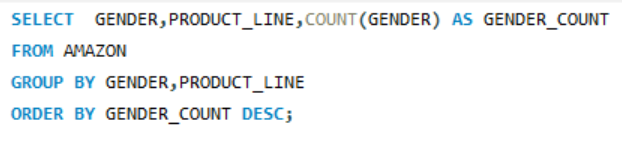 SELECT  GENDER,PRODUCT_LINE,COUNT(GENDER) AS GENDER_COUNT
FROM AMAZON
GROUP BY GENDER,PRODUCT_LINE
ORDER BY GENDER_COUNT DESC;